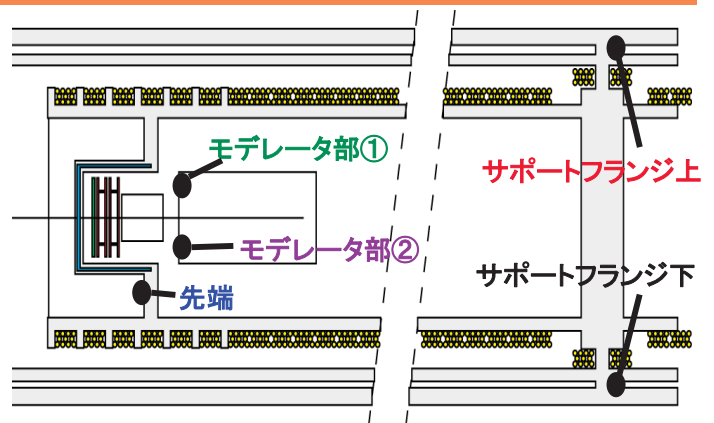 モデレータ部①
サポートフランジ上
モデレータ部②
サポートフランジ下
先端